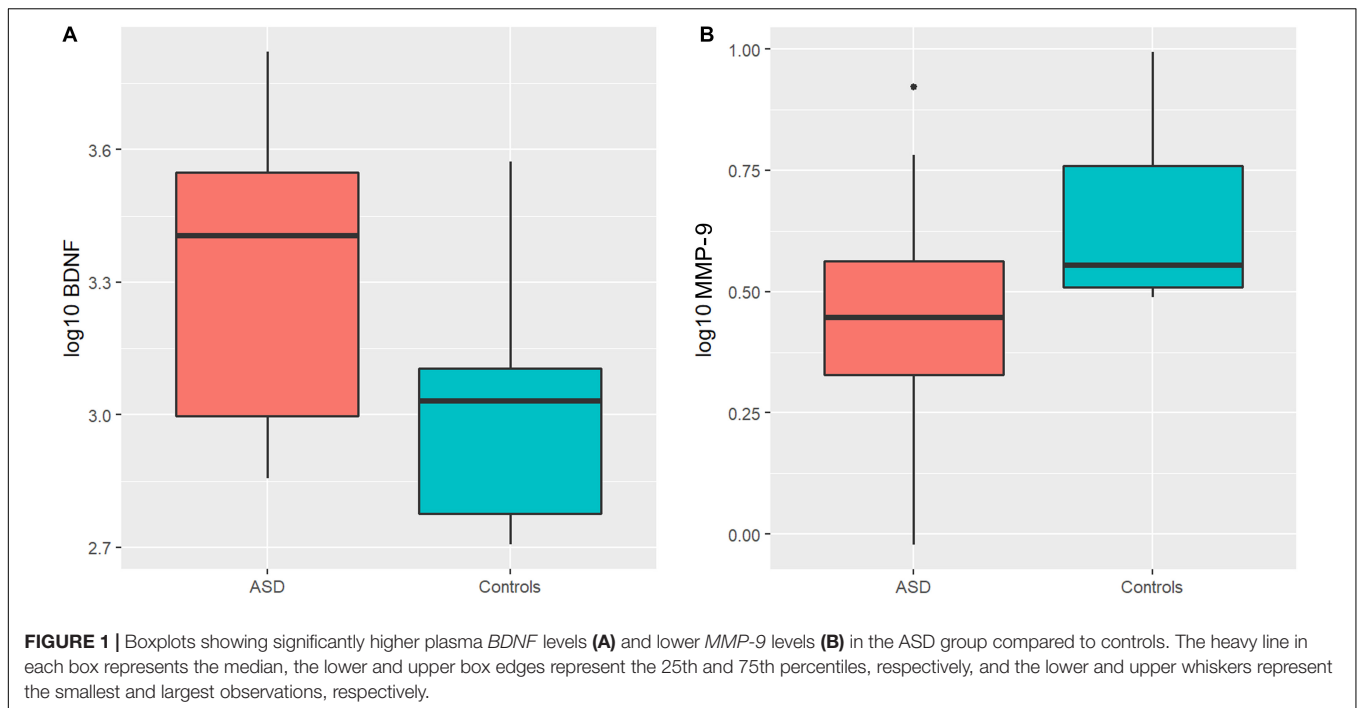 A
log10 BDNF
3.6
3.3
3.0
2.7
ASD Controls
B
log10 MMP-9
1.00
0.75
0.50
0.25
0.00
ASD Controls
FIGURE 1 | Boxplots showing significantly higher plasma BDNF levels (A) and lower MMP-9 levels (B) in the ASD group compared to controls. The heavy line in
each box represents the median, the lower and upper box edges represent the 25th and 75th percentiles, respectively, and the lower and upper whiskers represent
the smallest and largest observations, respectively.